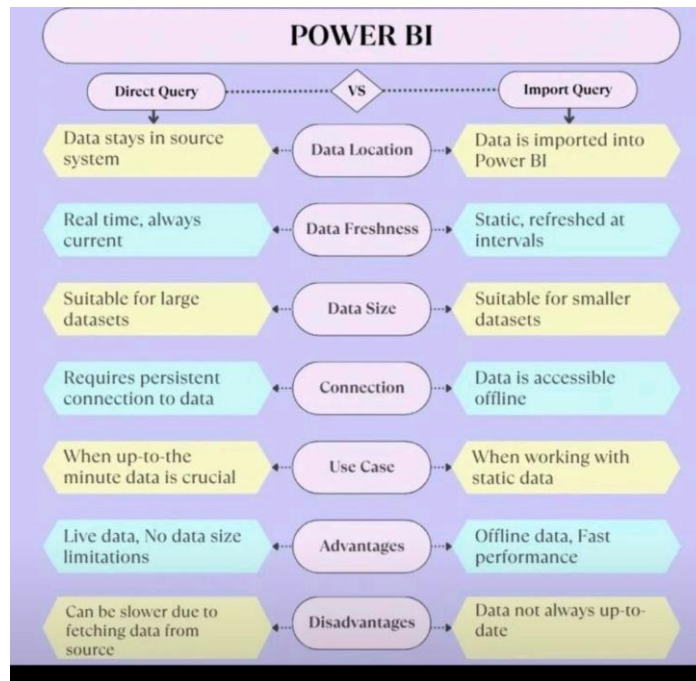 POWER BI
Direct Query
VS
Import Query
Data stays in source
system
Data Location
Data is imported into
Power BI
Real time, always
current
Data Freshness
Static, refreshed at
intervals
Suitable for large
datasets
Data Size
Suitable for smaller
datasets
Requires persistent
connection to data
Connection
Data is accessible
offline
When up-to-the
minute data is crucial
Use Case
When working with
static data
Live data, No data size
limitations
Advantages
Offline data, Fast
performance
Can be slower due to
fetching data from
source
Disadvantages
Data not always up-to-
date